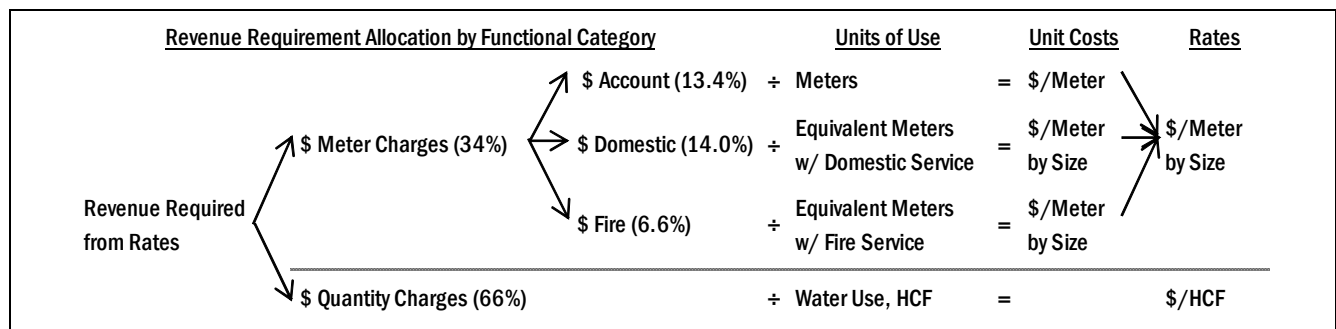 Revenue Requirement Allocation by Functional Category Units of Use Unit Costs Rates
$ Account (13.4%) ÷ Meters = $/Meter
$ Meter Charges (34%) $ Domestic (14.0%) ÷ Equivalent Meters w/ Domestic Service = $/Meter by Size $/Meter by Size
Revenue Required from Rates
$ Fire (6.6%) ÷ Equivalent Meters w/ Fire Service = $/Meter by Size
$ Quantity Charges (66%) ÷ Water Use, HCF = $/HCF